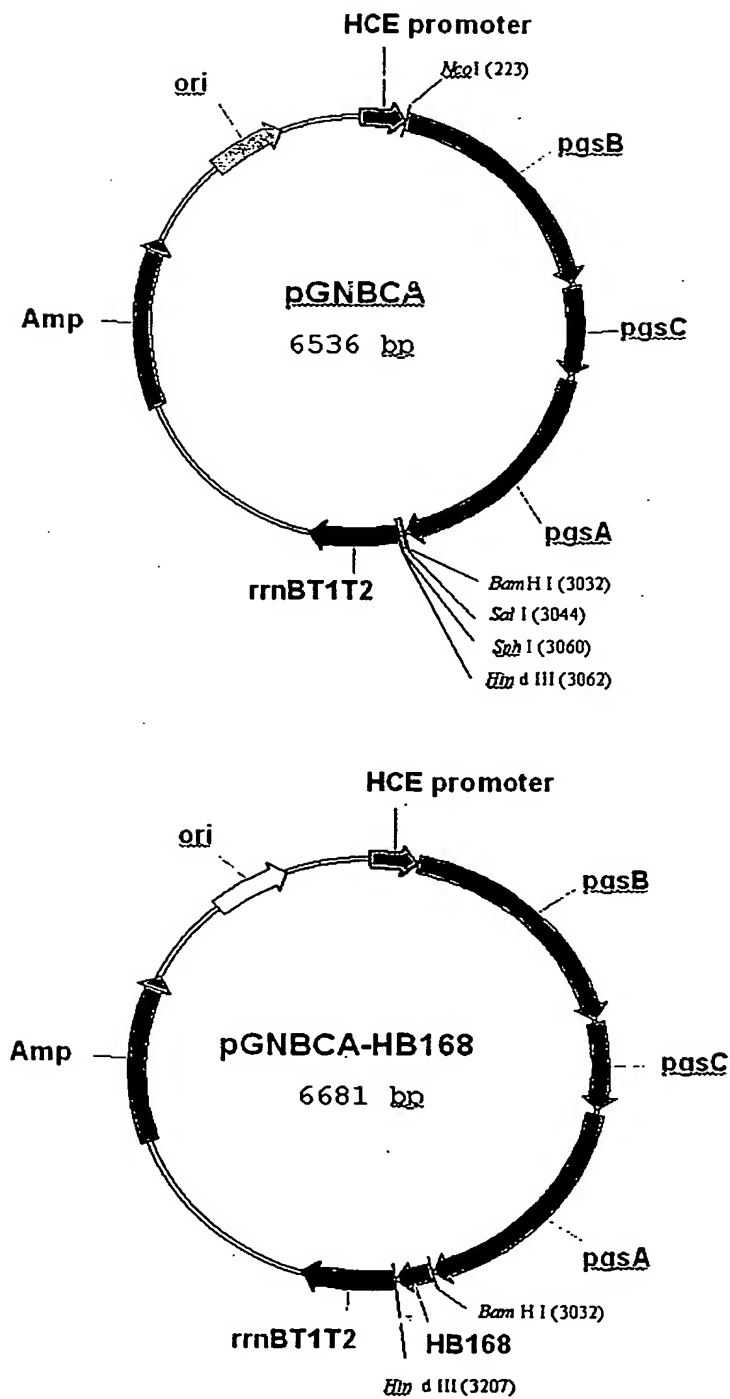 HCE promoter
NcoI (223)
ori
pgsB
pGNBCA
6536 bp
Amp
pgsC
pgsA
rrnBT1T2
BamH I (3032)
Sal I (3044)
Sph I (3060)
Hin d III (3062)
HCE promoter
ori
pgsB
pGNBCA-HB168
6681 bp
Amp
pgsC
pgsA
Bam H I (3032)
rrnBT1T2
HB168
Hin d III (3207)